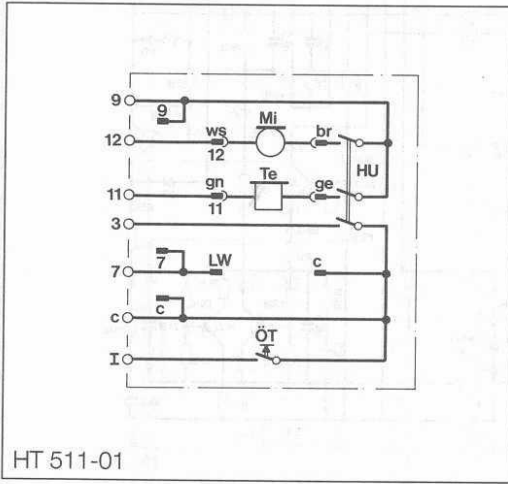 9
9
Mi
12 ws br
12
HU
Te
11 gn ge
11
3
7
7 LW c
c
c
ÖT
I
HT 511-01